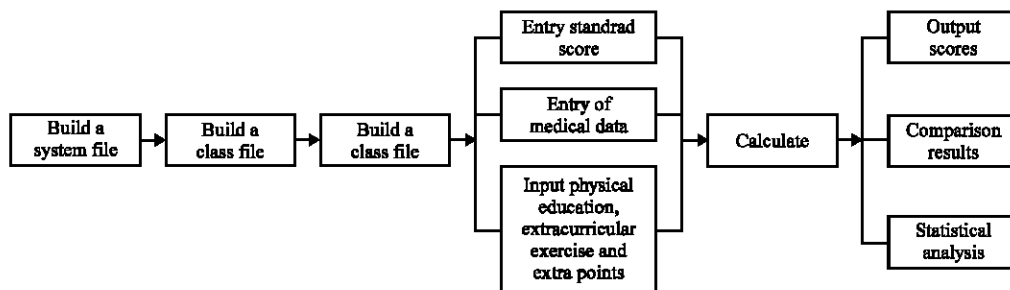 Build a
system file
Build a
class file
Build a
class file
Entry standrad
score
Entry of
medical data
Input physical
education,
extracurricular
exercise and
extra points
Calculate
Output
scores
Comparison
results
Statistical
analysis